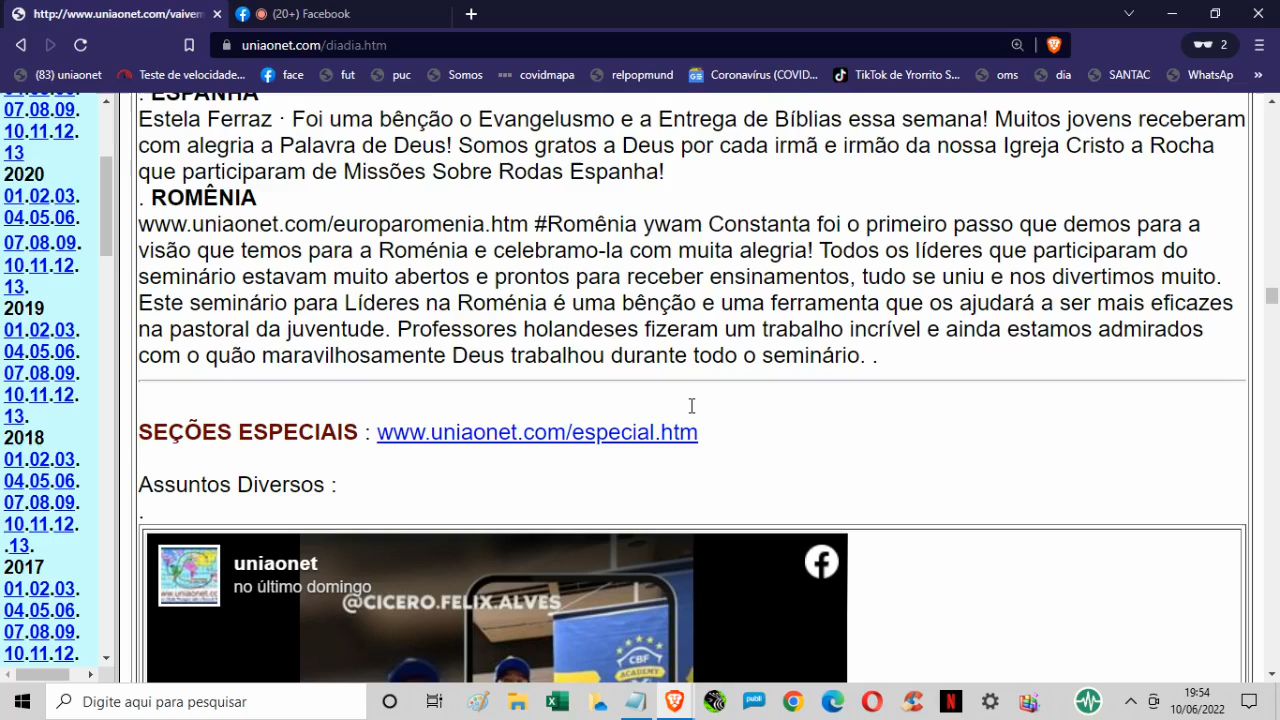 http://www.uniaonet.com/vaivem
(20+) Facebook
uniaonet.com/diadia.htm
2
(83) uniaonet
Teste de velocidade...
face
fut
puc
Somos
covidmapa
relpopmund
Coronavírus (COVID...
TikTok de Yrorrito S...
oms
dia
SANTAC
WhatsApp
»
07.08.09.
10.11.12.
13
2020
01.02.03.
04.05.06.
07.08.09.
10.11.12.
13.
2019
01.02.03.
04.05.06.
07.08.09.
10.11.12.
13.
2018
01.02.03.
04.05.06.
07.08.09.
10.11.12.
.13.
2017
01.02.03.
04.05.06.
07.08.09.
10.11.12.
. ESPANHA
Estela Ferraz · Foi uma bênção o Evangelusmo e a Entrega de Bíblias essa semana! Muitos jovens receberam
com alegria a Palavra de Deus! Somos gratos a Deus por cada irmã e irmão da nossa Igreja Cristo a Rocha
que participaram de Missões Sobre Rodas Espanha!
. ROMÊNIA
www.uniaonet.com/europaromenia.htm #Romênia ywam Constanta foi o primeiro passo que demos para a
visão que temos para a Roménia e celebramo-la com muita alegria! Todos os líderes que participaram do
seminário estavam muito abertos e prontos para receber ensinamentos, tudo se uniu e nos divertimos muito.
Este seminário para Líderes na Roménia é uma bênção e uma ferramenta que os ajudará a ser mais eficazes
na pastoral da juventude. Professores holandeses fizeram um trabalho incrível e ainda estamos admirados
com o quão maravilhosamente Deus trabalhou durante todo o seminário. .
SEÇÕES ESPECIAIS : www.uniaonet.com/especial.htm
Assuntos Diversos :
.
uniaonet
no último domingo
@CICERO.FELIX.ALVES
CBF
ACADEMY
www.uniaonet.cc
Digite aqui para pesquisar
publ
N
19:54
10/06/2022